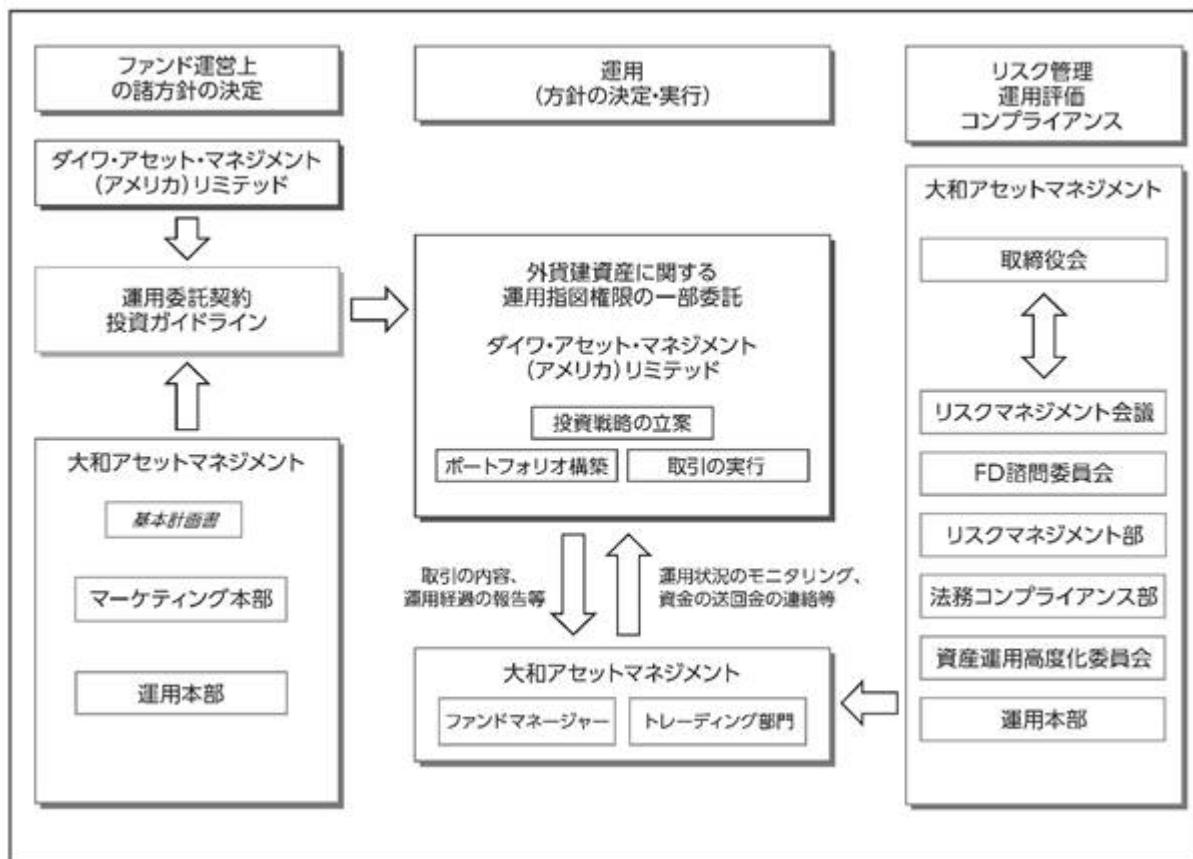 ファンド運営上
の諸方針の決定
ダイワ・アセット・マネジメント
(アメリカ)リミテッド
運用委託契約
投資ガイドライン
大和アセットマネジメント
基本計画書
マーケティング本部
運用本部
運用
(方針の決定・実行)
外貨建資産に関する
運用指図権限の一部委託
ダイワ・アセット・マネジメント
(アメリカ)リミテッド
投資戦略の立案
ポートフォリオ構築
取引の実行
取引の内容、
運用経過の報告等
運用状況のモニタリング、
資金の送回金の連絡等
大和アセットマネジメント
ファンドマネージャー
トレーディング部門
リスク管理
運用評価
コンプライアンス
大和アセットマネジメント
取締役会
リスクマネジメント会議
FD諮問委員会
リスクマネジメント部
法務コンプライアンス部
資産運用高度化委員会
運用本部